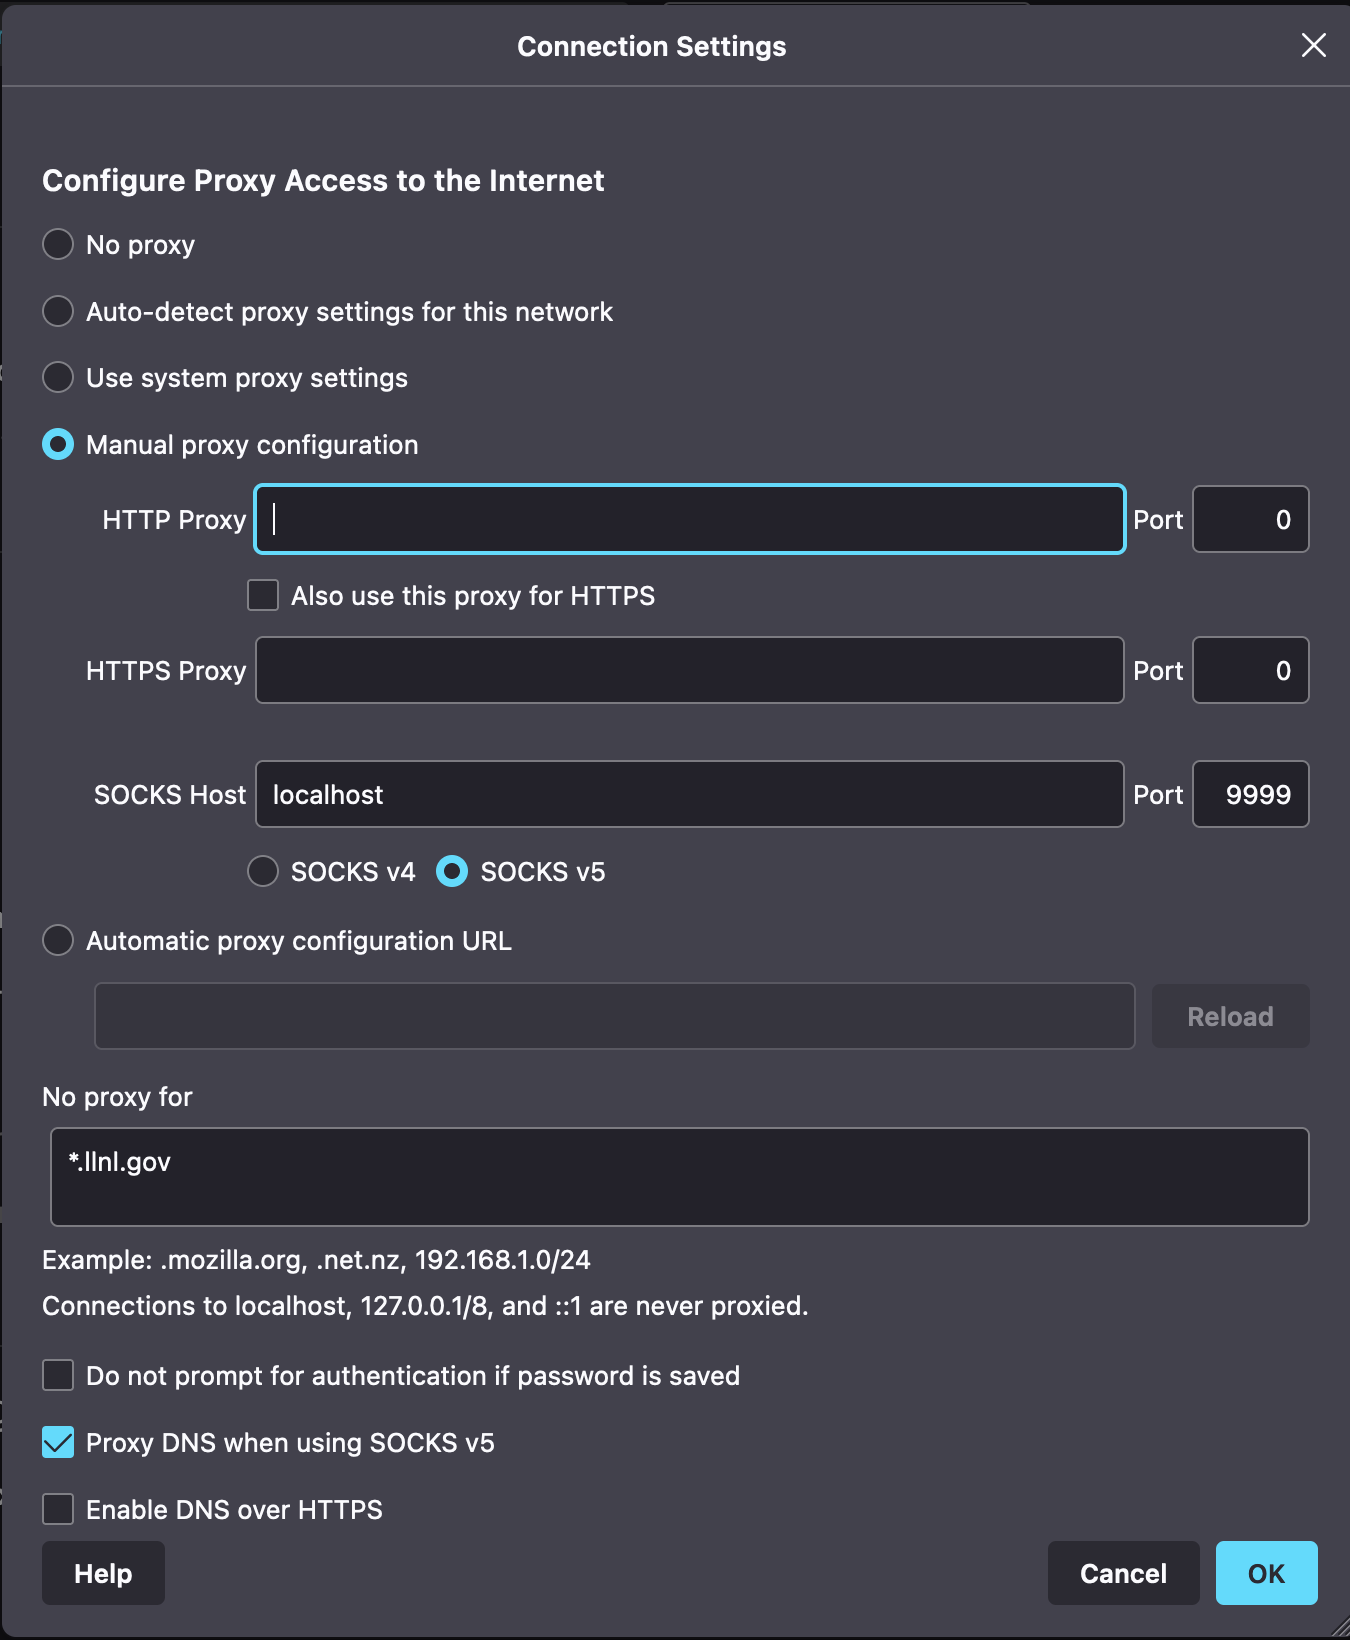 Connection Settings
Configure Proxy Access to the Internet
No proxy
Auto-detect proxy settings for this network
Use system proxy settings
Manual proxy configuration
HTTP Proxy Port 0
Also use this proxy for HTTPS
HTTPS Proxy Port 0
SOCKS Host localhost Port 9999
SOCKS v4 SOCKS v5
Automatic proxy configuration URL
Reload
No proxy for
*.llnl.gov
Example: .mozilla.org, .net.nz, 192.168.1.0/24
Connections to localhost, 127.0.0.1/8, and ::1 are never proxied.
Do not prompt for authentication if password is saved
Proxy DNS when using SOCKS v5
Enable DNS over HTTPS
Help Cancel OK